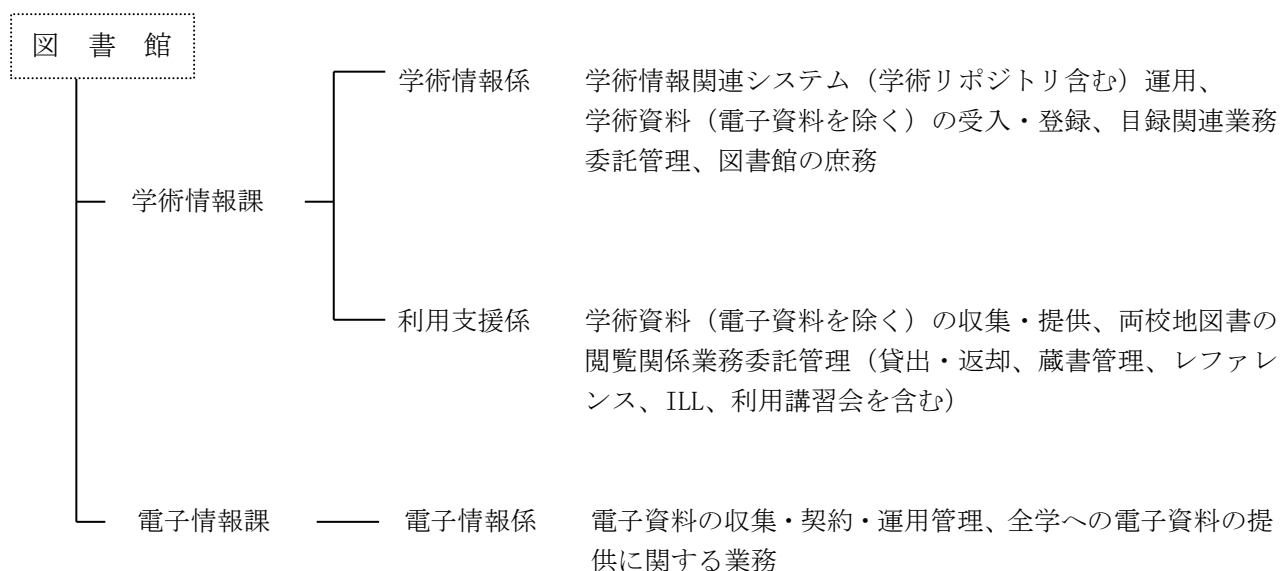 図 書 館
学術情報係
学術情報関連システム（学術リポジトリ含む）運用、
学術資料（電子資料を除く）の受入・登録、目録関連業務
委託管理、図書館の庶務
学術情報課
利用支援係
学術資料（電子資料を除く）の収集・提供、両校地図書の
閲覧関係業務委託管理（貸出・返却、蔵書管理、レファレ
ンス、ILL、利用講習会を含む）
電子情報課
電子情報係
電子資料の収集・契約・運用管理、全学への電子資料の提
供に関する業務